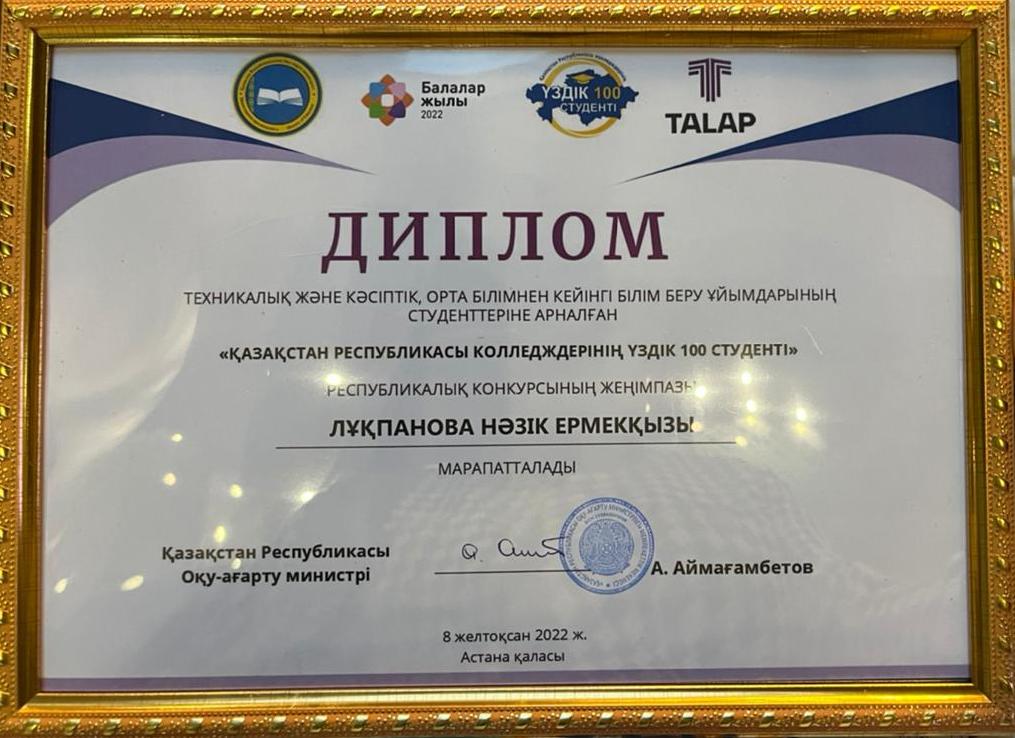 Балалар
жылы
2022
ҮЗДІК 100
СТУДЕНТІ
TALAP
ДИПЛОМ
ТЕХНИКАЛЫҚ ЖӘНЕ КӘСІПТІК, ОРТА БІЛІМНЕН КЕЙІНГІ БІЛІМ БЕРУ ҰЙЫМДАРЫНЫҢ
СТУДЕНТТЕРІНЕ АРНАЛҒАН
«ҚАЗАҚСТАН РЕСПУБЛИКАСЫ КОЛЛЕДЖДЕРІНІҢ ҮЗДІК 100 СТУДЕНТІ»
РЕСПУБЛИКАЛЫҚ КОНКУРСЫНЫҢ ЖЕҢІМПАЗЫ
ЛҰҚПАНОВА НӘЗІК ЕРМЕКҚЫЗЫ
МАРАПАТТАЛАДЫ
Қазақстан Республикасы
Оқу-ағарту министрі
А. Аймағамбетов
8 желтоқсан 2022 ж.
Астана қаласы